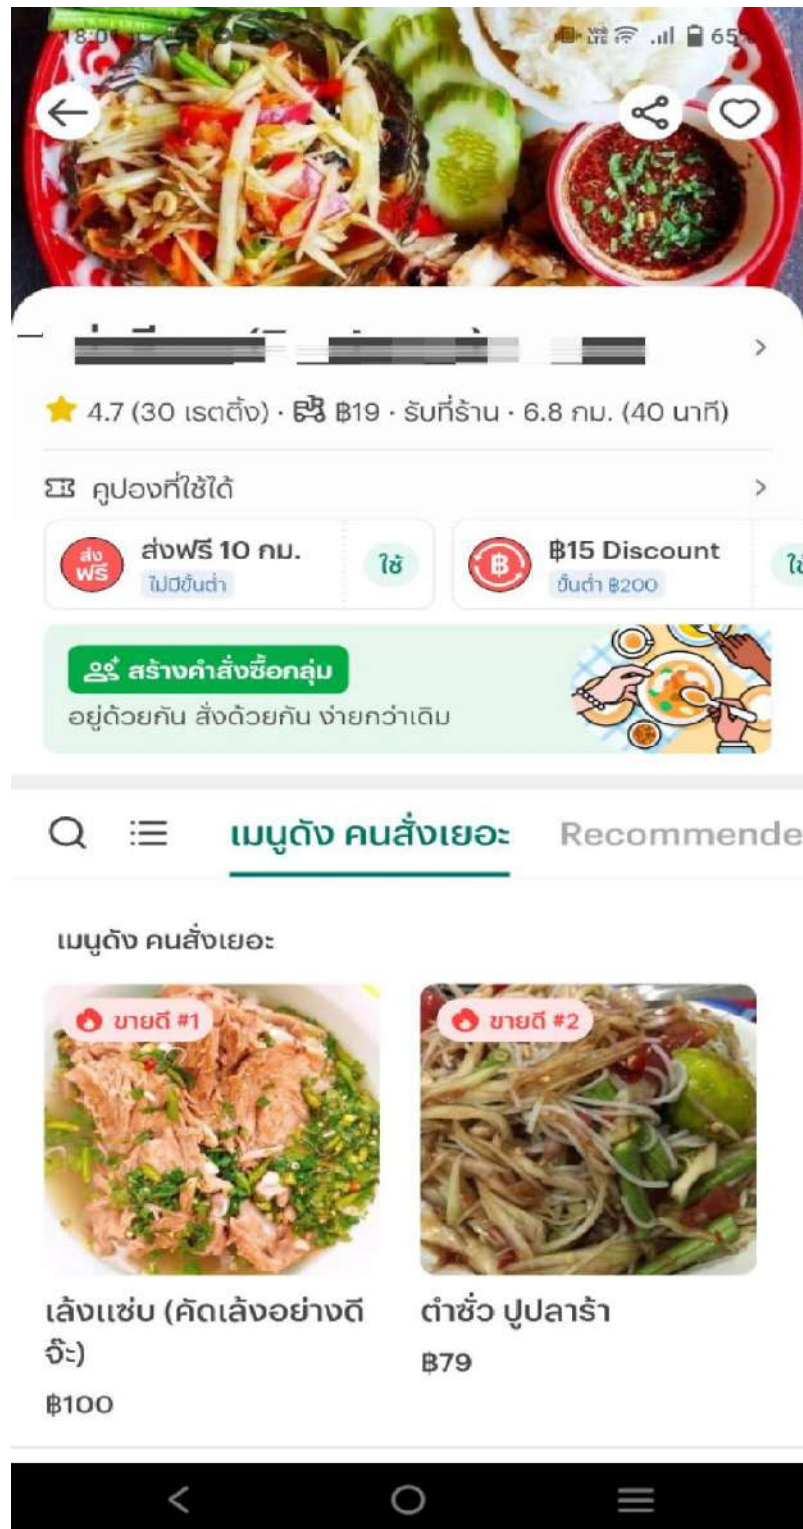 65
4.7 (30 เรตติ้ง) · ฿19 · รับที่ร้าน · 6.8 กม. (40 นาที)
คูปองที่ใช้ได้
ส่งฟรี
ส่งฟรี 10 กม.
ไม่มีขั้นต่ำ
ใช้
฿
฿15 Discount
ขั้นต่ำ ฿200
สร้างคำสั่งซื้อกลุ่ม
อยู่ด้วยกัน สั่งด้วยกัน ง่ายกว่าเดิม
เมนูดัง คนสั่งเยอะ
Recommende
เมนูดัง คนสั่งเยอะ
ขายดี #1
ขายดี #2
เล้งแซ่บ (คัดเล้งอย่างดี
จ๊ะ)
฿100
ตำซั่ว ปูปลาร้า
฿79